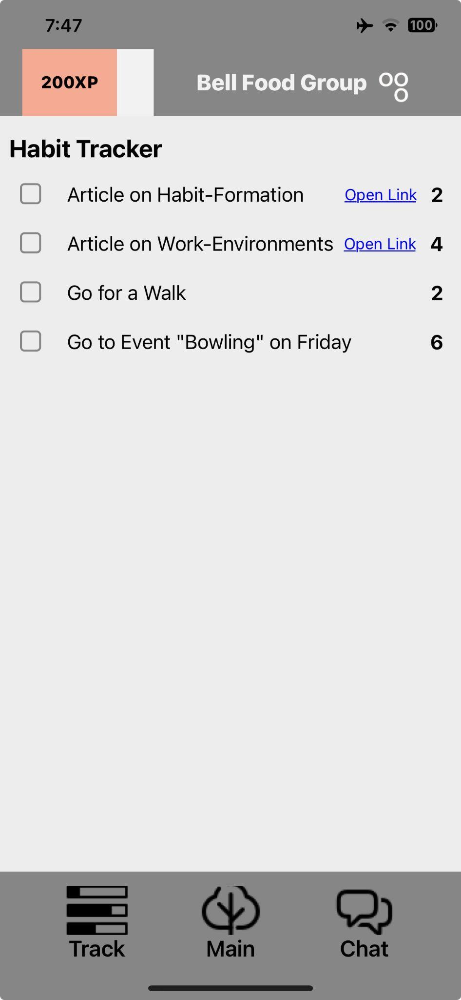 7:47
100
200XP
Bell Food Group
Habit Tracker
Article on Habit-Formation Open Link 2
Article on Work-Environments Open Link 4
Go for a Walk 2
Go to Event "Bowling" on Friday 6
Track Main Chat